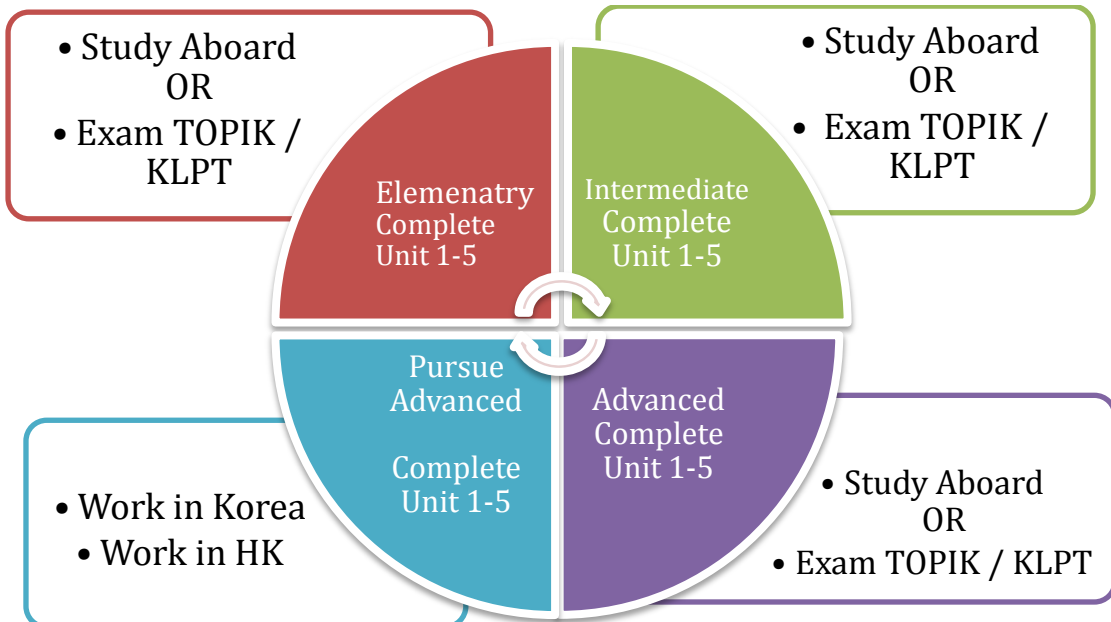 • Study Aboard
OR
• Exam TOPIK /
KLPT
Elemenatry
Complete
Unit 1-5
• Study Aboard
OR
• Exam TOPIK /
KLPT
Intermediate
Complete
Unit 1-5
Pursue
Advanced
Complete
Unit 1-5
• Work in Korea
• Work in HK
Advanced
Complete
Unit 1-5
• Study Aboard
OR
• Exam TOPIK / KLPT